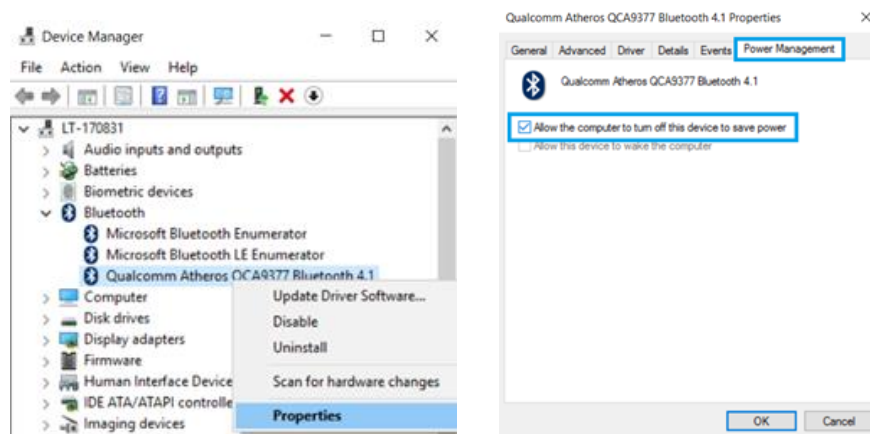 Device Manager
File Action View Help
LT-170831
Audio inputs and outputs
Batteries
Biometric devices
Bluetooth
Microsoft Bluetooth Enumerator
Microsoft Bluetooth LE Enumerator
Qualcomm Atheros QCA9377 Bluetooth 4.1
Computer
Disk drives
Display adapters
Firmware
Human Interface Device
IDE ATA/ATAPI controlle
Imaging devices
Update Driver Software...
Disable
Uninstall
Scan for hardware changes
Properties
Qualcomm Atheros QCA9377 Bluetooth 4.1 Properties
General Advanced Driver Details Events Power Management
Qualcomm Atheros QCA9377 Bluetooth 4.1
Allow the computer to turn off this device to save power
Allow this device to wake the computer
OK Cancel